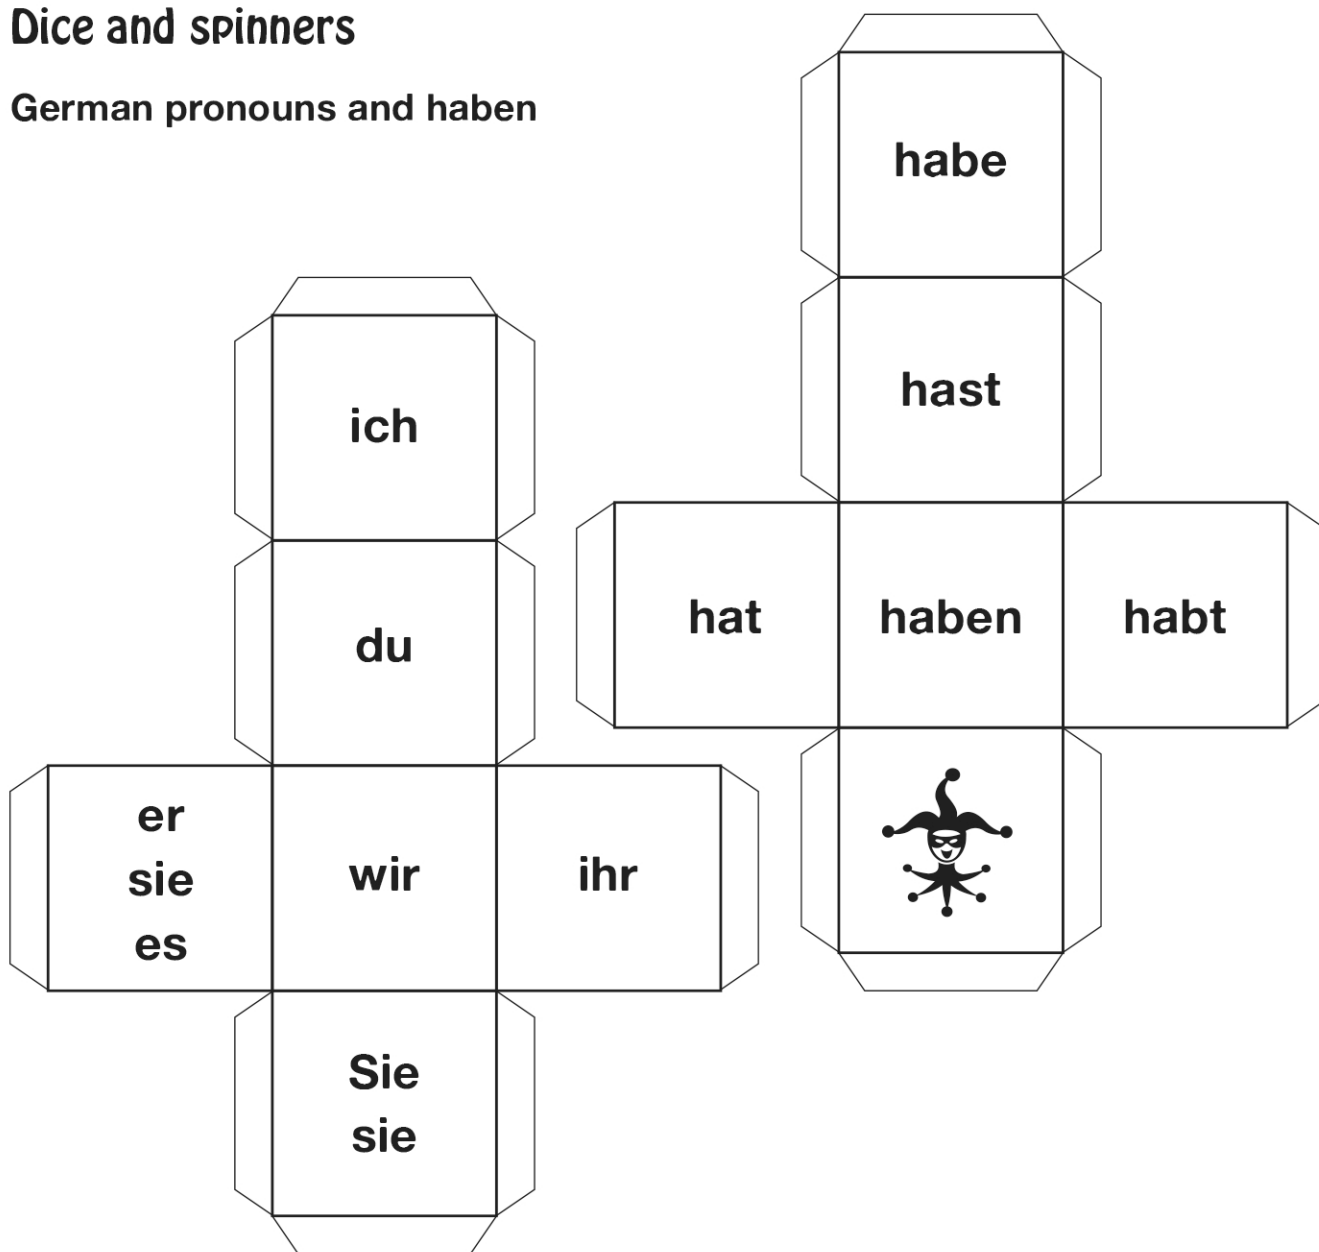 Dice and spinners
German pronouns and haben
habe
hast
hat haben habt
ich
du
er
sie
es
wir
ihr
Sie
sie